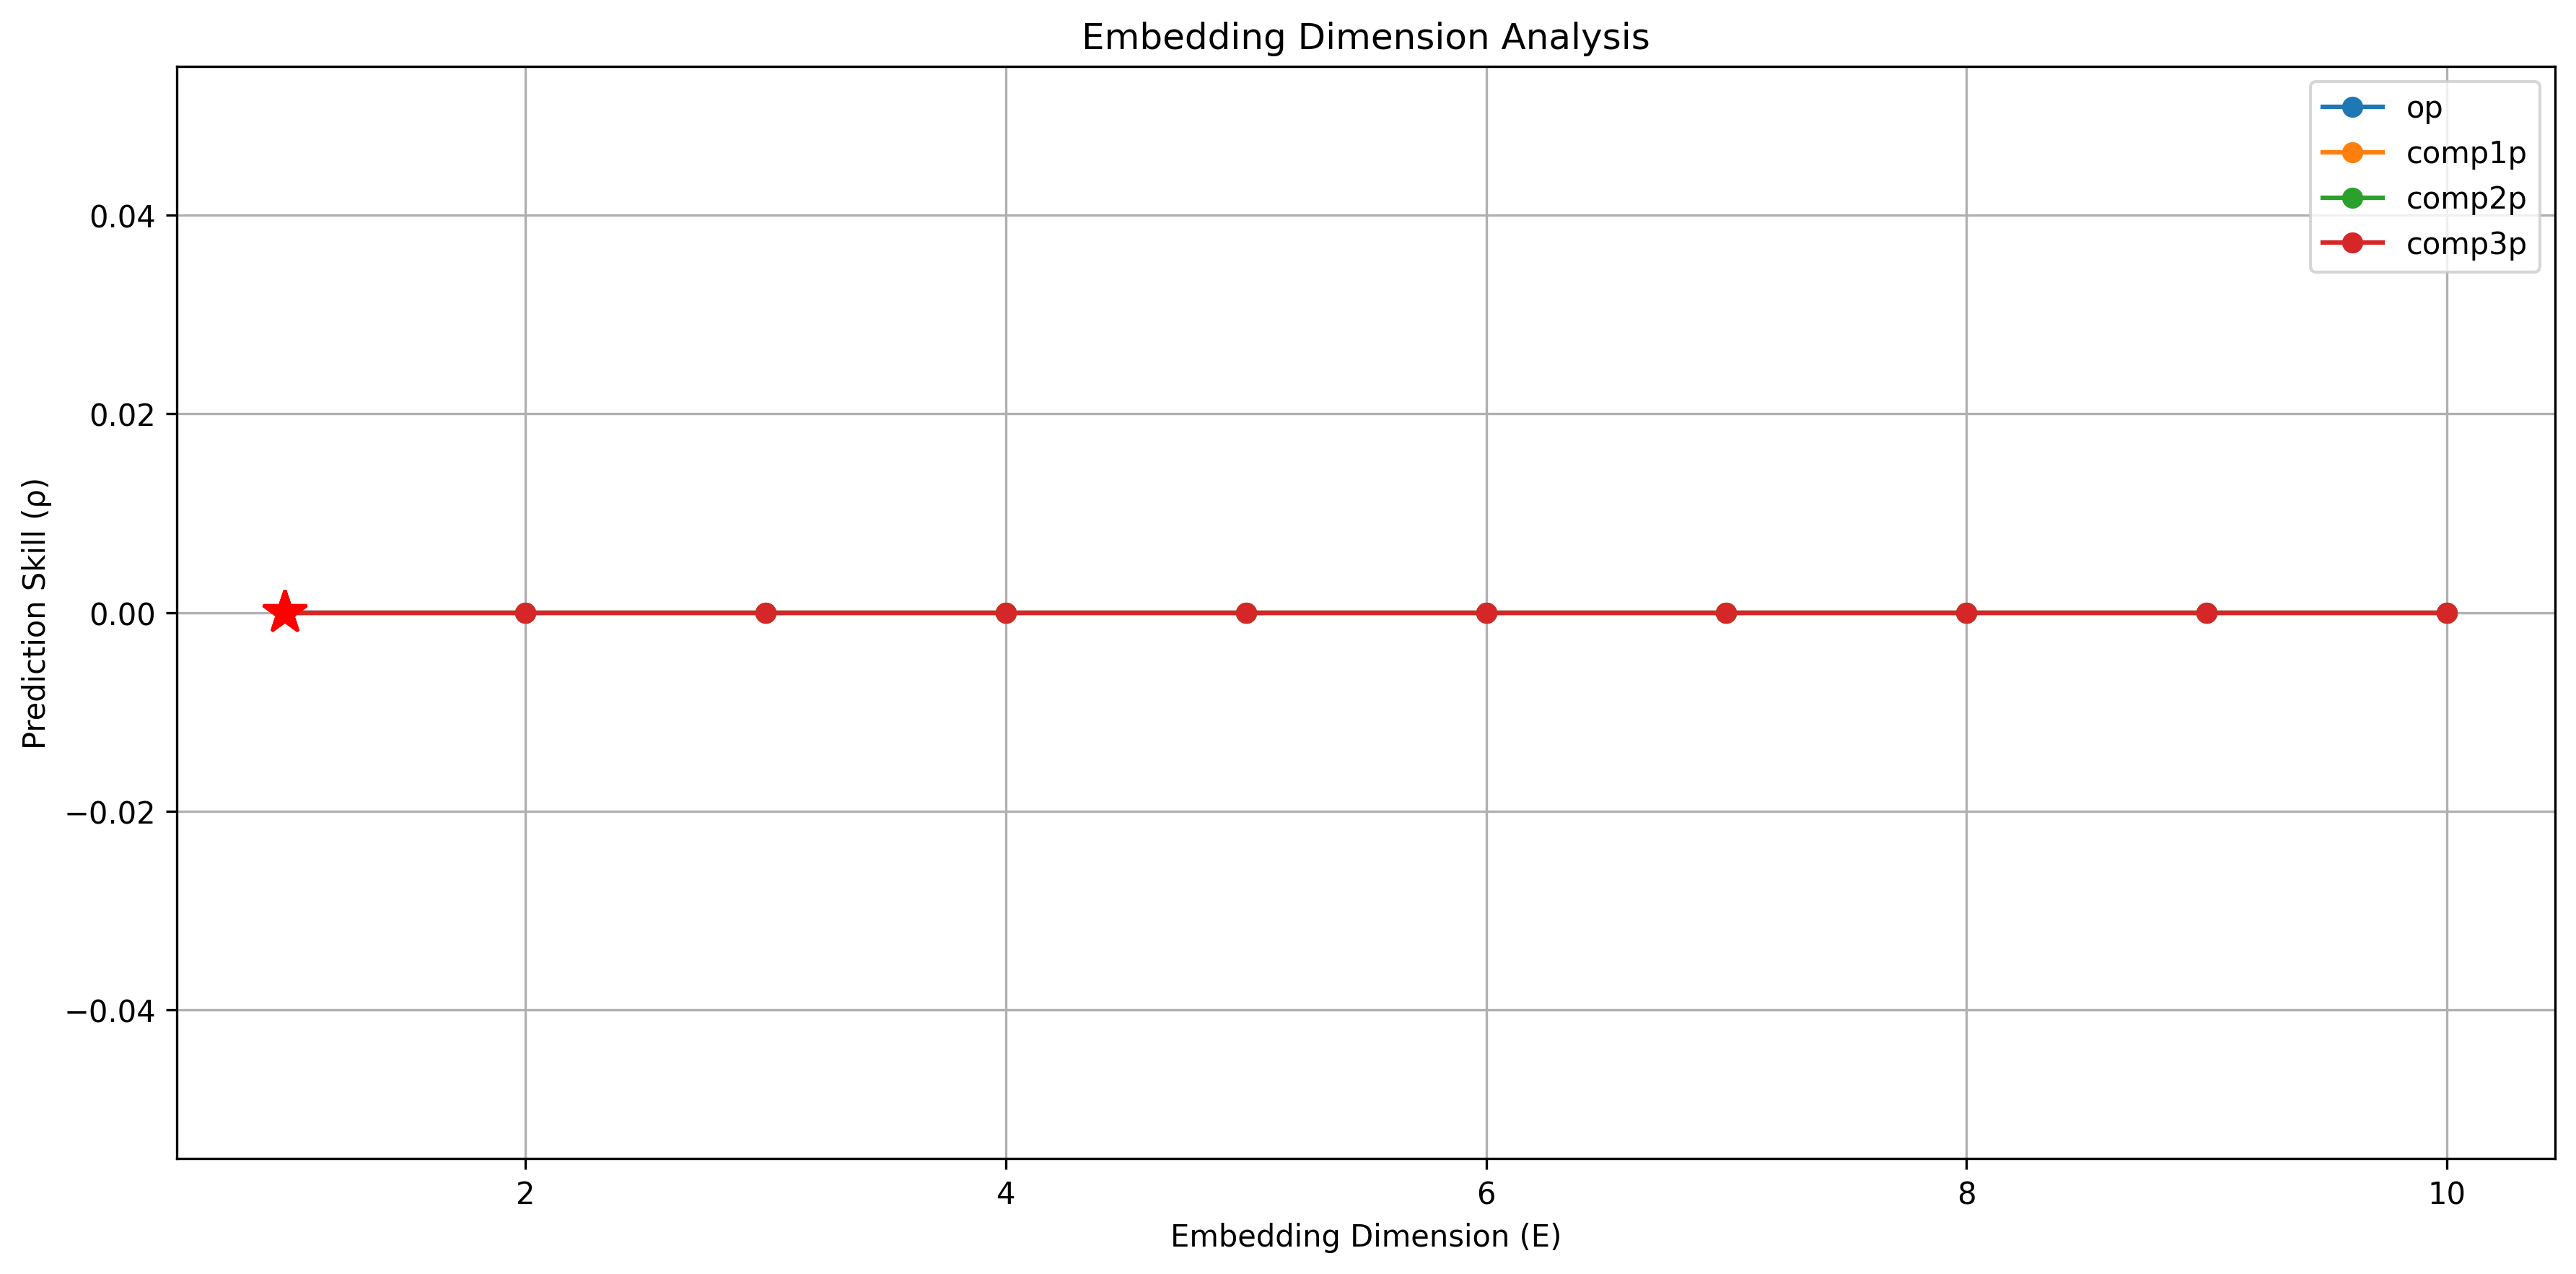 Embedding Dimension Analysis
op
comp1p
comp2p
comp3p
Prediction Skill (ρ)
0.04
0.02
0.00
−0.02
−0.04
2 4 6 8 10
Embedding Dimension (E)